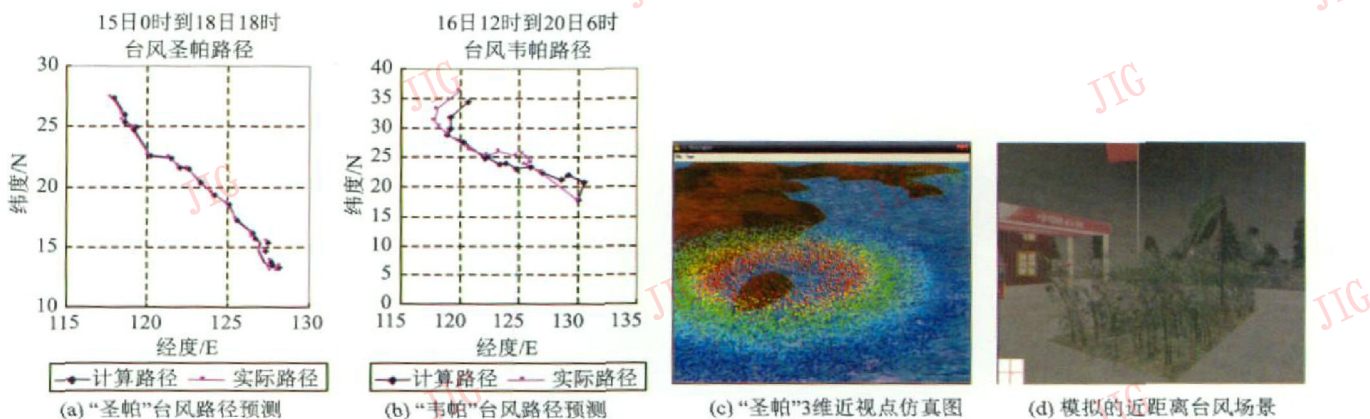 15日0时到18日18时
台风圣帕路径
30
25
20
15
10
115
120
125
130
纬度/N
经度/E
计算路径
实际路径
(a) “圣帕”台风路径预测
16日12时到20日6时
台风韦帕路径
40
35
30
25
20
15
10
5
0
115
120
125
130
135
纬度/N
经度/E
计算路径
实际路径
(b) “韦帕”台风路径预测
(c) “圣帕”3维近视点仿真图
(d) 模拟的近距离台风场景
JIG
JIG
JIG
JIG
JIG
JIG
JIG